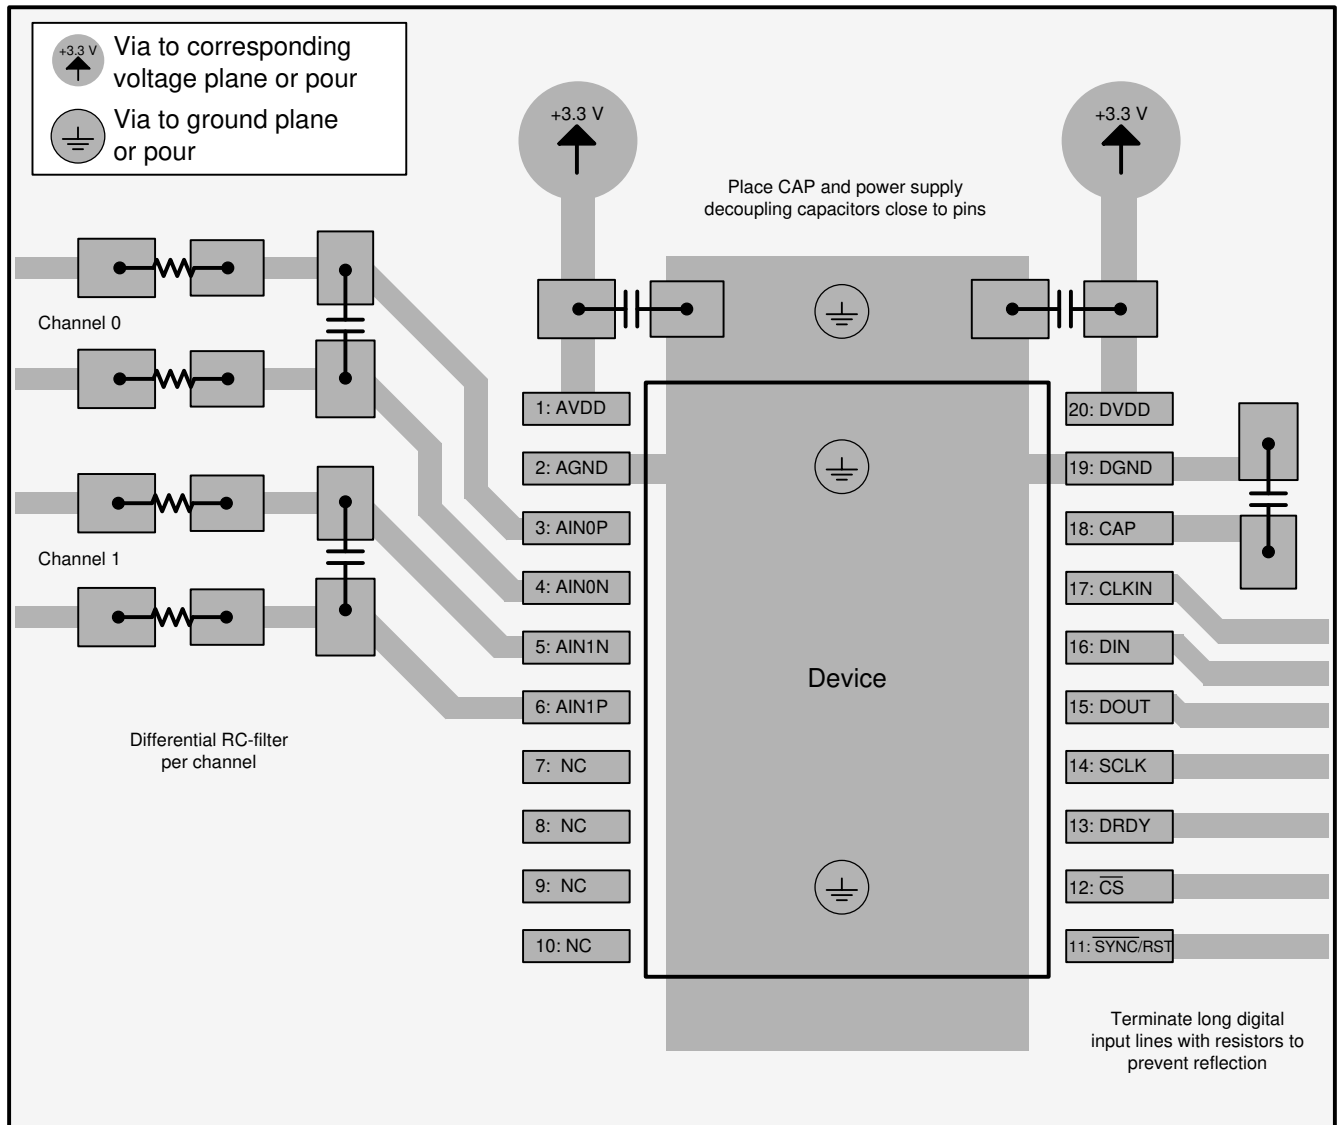 +3.3 V
Via to corresponding
voltage plane or pour
Via to ground plane
or pour
+3.3 V
+3.3 V
Place CAP and power supply
decoupling capacitors close to pins
Channel 0
Channel 1
Differential RC-filter
per channel
1: AVDD
2: AGND
3: AIN0P
4: AIN0N
5: AIN1N
6: AIN1P
7: NC
8: NC
9: NC
10: NC
Device
20: DVDD
19: DGND
18: CAP
17: CLKIN
16: DIN
15: DOUT
14: SCLK
13: DRDY
12: C̅S̅
11: S̅Y̅N̅C̅/RST
Terminate long digital
input lines with resistors to
prevent reflection